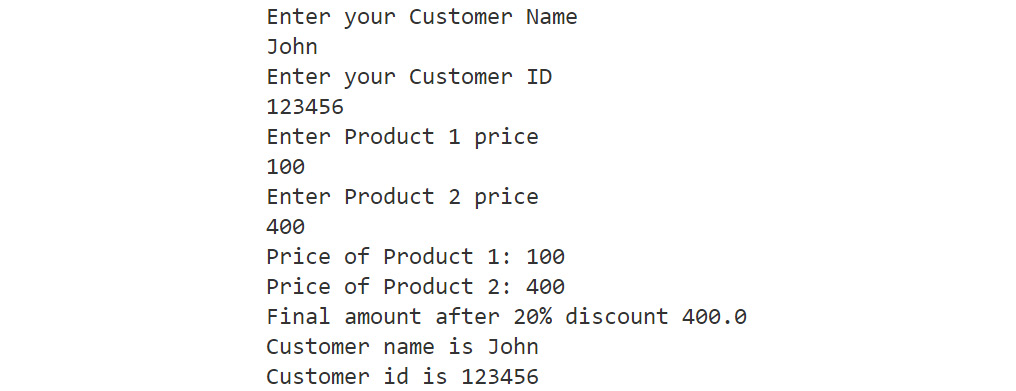 Enter your Customer Name
John
Enter your Customer ID
123456
Enter Product 1 price
100
Enter Product 2 price
400
Price of Product 1: 100
Price of Product 2: 400
Final amount after 20% discount 400.0
Customer name is John
Customer id is 123456